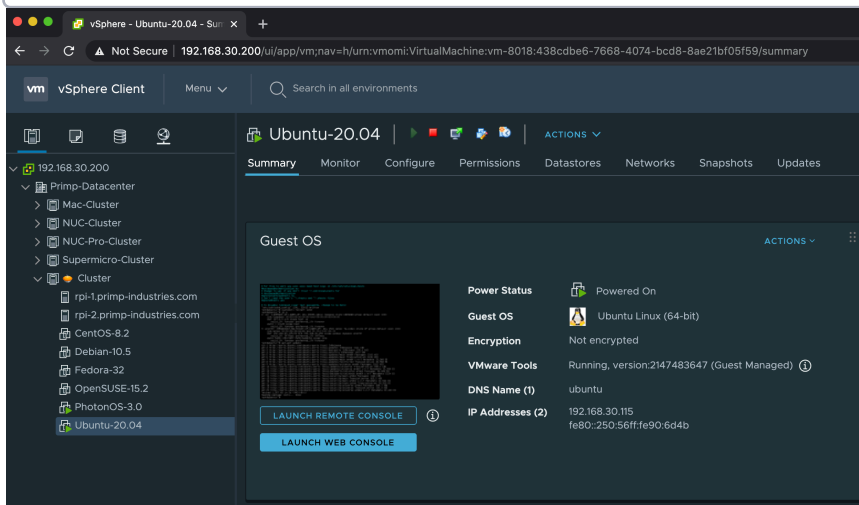 vSphere - Ubuntu-20.04 - Sum
Not Secure | 192.168.30.200/ui/app/vm;nav=h/urn:vmomi:VirtualMachine:vm-8018:438cdbe6-7668-4074-bcd8-8ae21bf05f59/summary
vm vSphere Client Menu Search in all environments
Ubuntu-20.04 ACTIONS
Summary Monitor Configure Permissions Datastores Networks Snapshots Updates
192.168.30.200
Primp-Datacenter
Mac-Cluster
NUC-Cluster
NUC-Pro-Cluster
Supermicro-Cluster
Cluster
rpi-1.primp-industries.com
rpi-2.primp-industries.com
CentOS-8.2
Debian-10.5
Fedora-32
OpenSUSE-15.2
PhotonOS-3.0
Ubuntu-20.04
Guest OS ACTIONS
Power Status Powered On
Guest OS Ubuntu Linux (64-bit)
Encryption Not encrypted
VMware Tools Running, version:2147483647 (Guest Managed)
DNS Name (1) ubuntu
IP Addresses (2) 192.168.30.115
fe80::250:56ff:fe90:6d4b
LAUNCH REMOTE CONSOLE
LAUNCH WEB CONSOLE